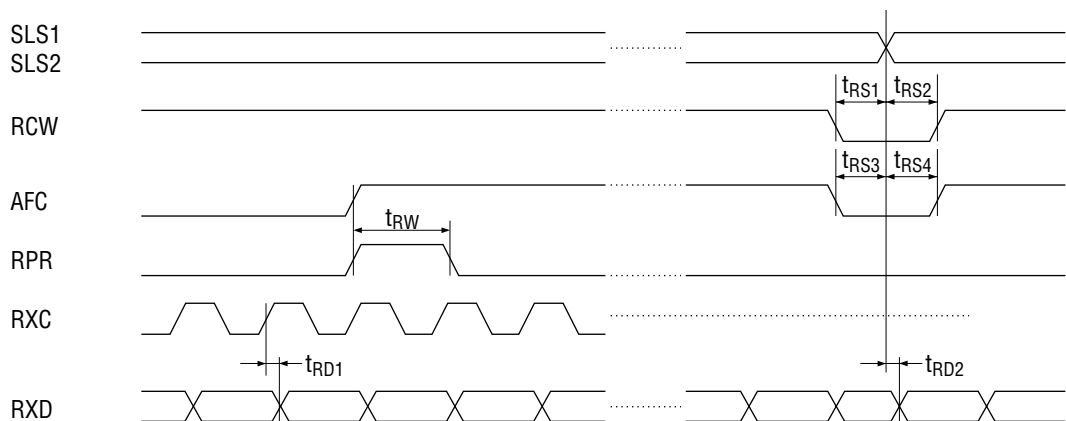 SLS1
SLS2
tRS1 tRS2
RCW
tRS3 tRS4
AFC
tRW
RPR
RXC
tRD1 tRD2
RXD